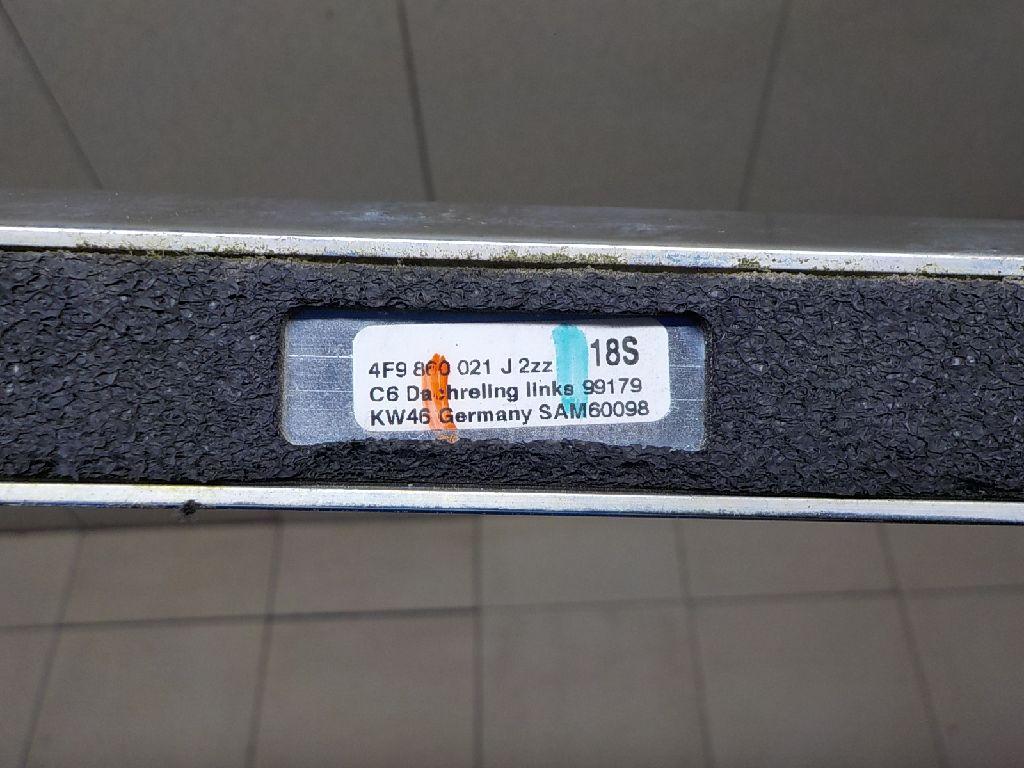 4F9 860 021 J 2zz 18S
C6 Dachreling links 99179
KW46 Germany SAM60098